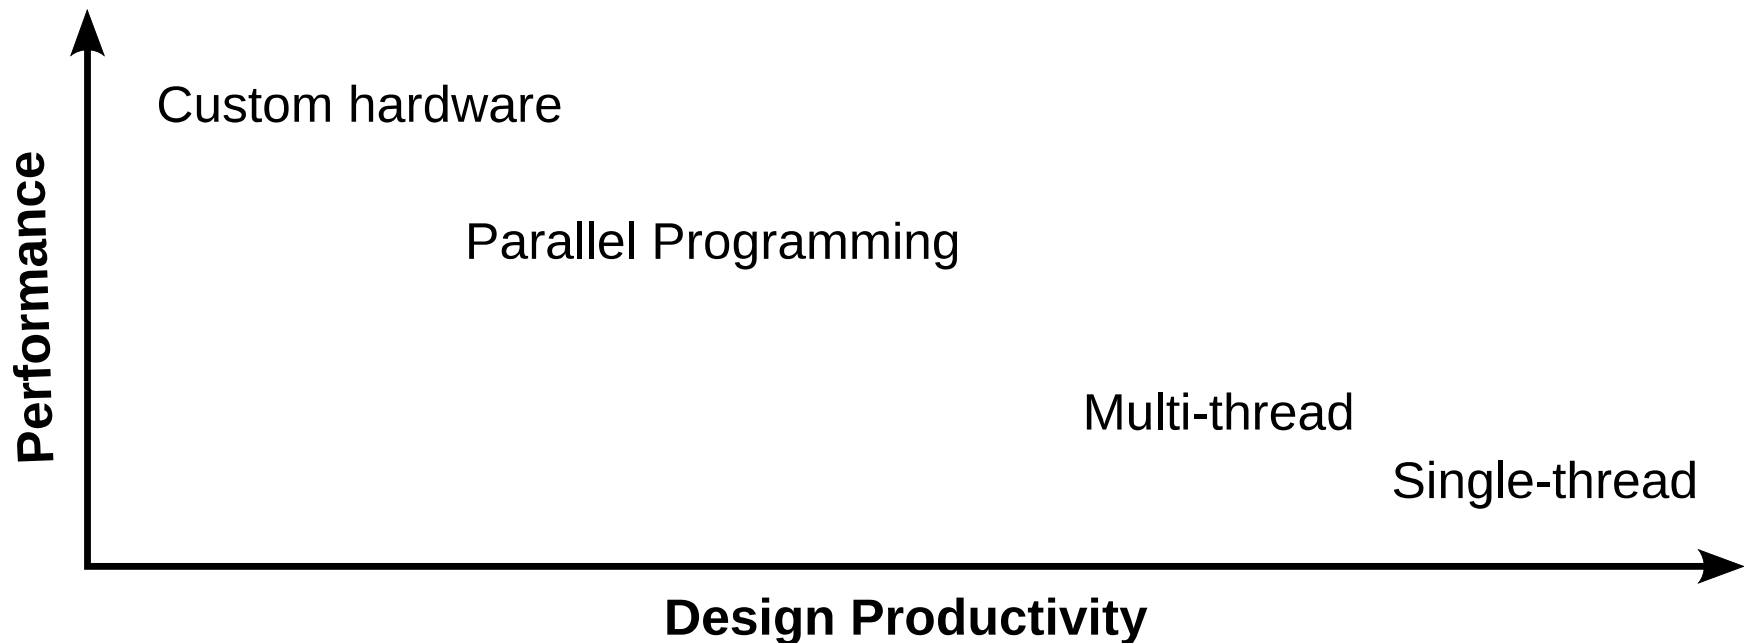 Custom hardware
Performance
Parallel Programming
Multi-thread
Single-thread
Design Productivity